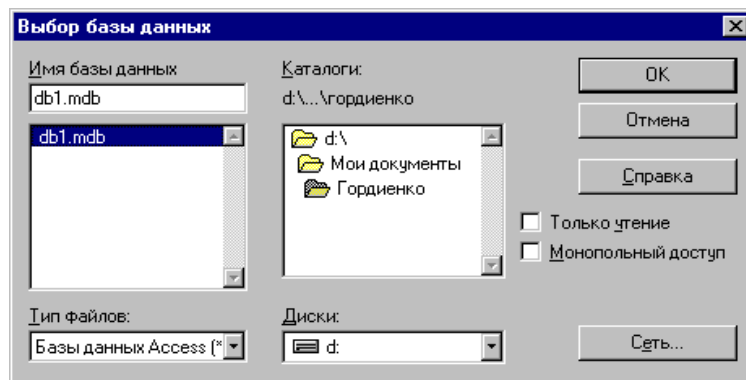 Выбор базы данных
Имя базы данных
db1.mdb
db1.mdb
Тип файлов:
Базы данных Access (*
Каталоги:
d:\...\гордиенко
d:\
Мои документы
Гордиенко
Диски:
d:
OK
Отмена
Справка
Только чтение
Монопольный доступ
Сеть...